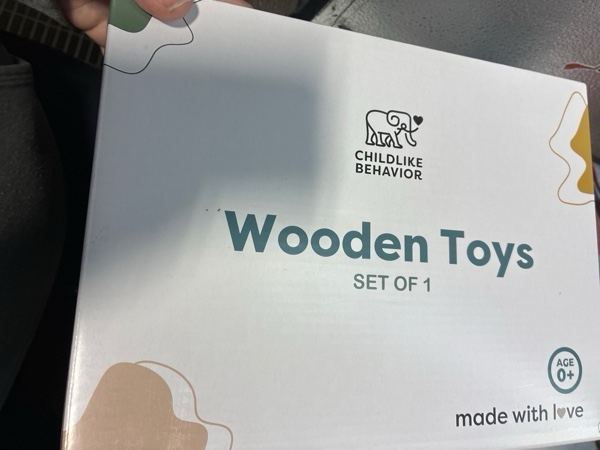 CHILDLIKE
BEHAVIOR
Wooden Toys
SET OF 1
AGE
0+
made with love